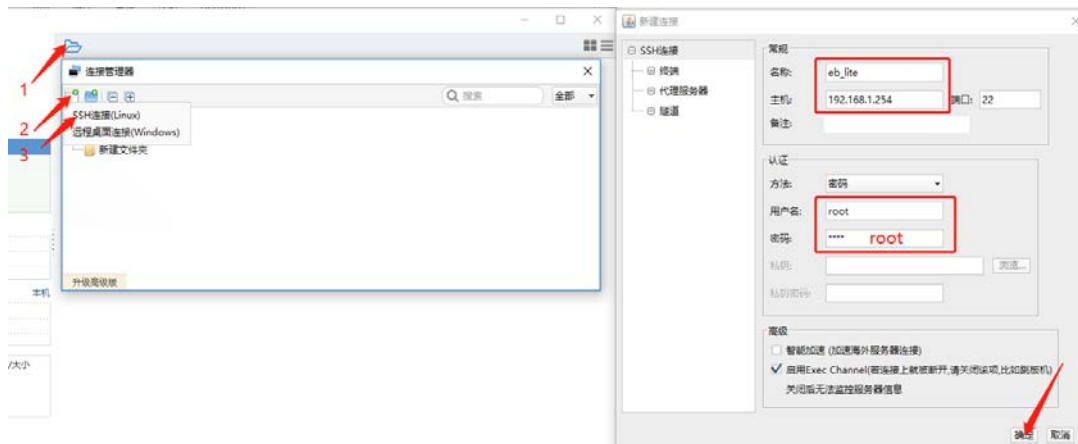 连接管理器
搜索
全部
SSH连接(Linux)
远程桌面连接(Windows)
新建文件夹
升级高级版
本机
/大小
1
2
3
新建连接
SSH连接
终端
代理服务器
隧道
常规
名称: eb_lite
主机: 192.168.1.254 端口: 22
备注:
认证
方法: 密码
用户名: root
密码: **** root
私钥: 浏览...
私钥密码:
高级
智能加速 (加速海外服务器连接)
启用Exec Channel(若连接上就被断开,请关闭该项,比如跳板机)
关闭后无法监控服务器信息
确定 取消